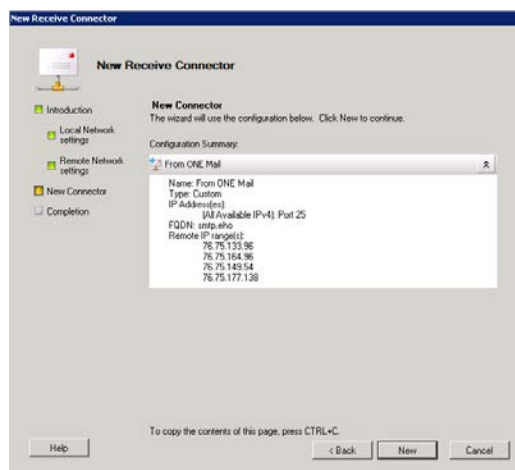 New Receive Connector
New Receive Connector
Introduction
Local Network
settings
Remote Network
settings
New Connector
Completion
New Connector
The wizard will use the configuration below. Click New to continue.
Configuration Summary:
From ONE Mail
Name: From ONE Mail
Type: Custom
IP Address(es):
(All Available IPv4): Port 25
FQDN: smtp.eho
Remote IP range(s):
76.75.133.96
76.75.164.96
76.75.149.54
76.75.177.138
To copy the contents of this page, press CTRL+C.
Help
< Back
New
Cancel